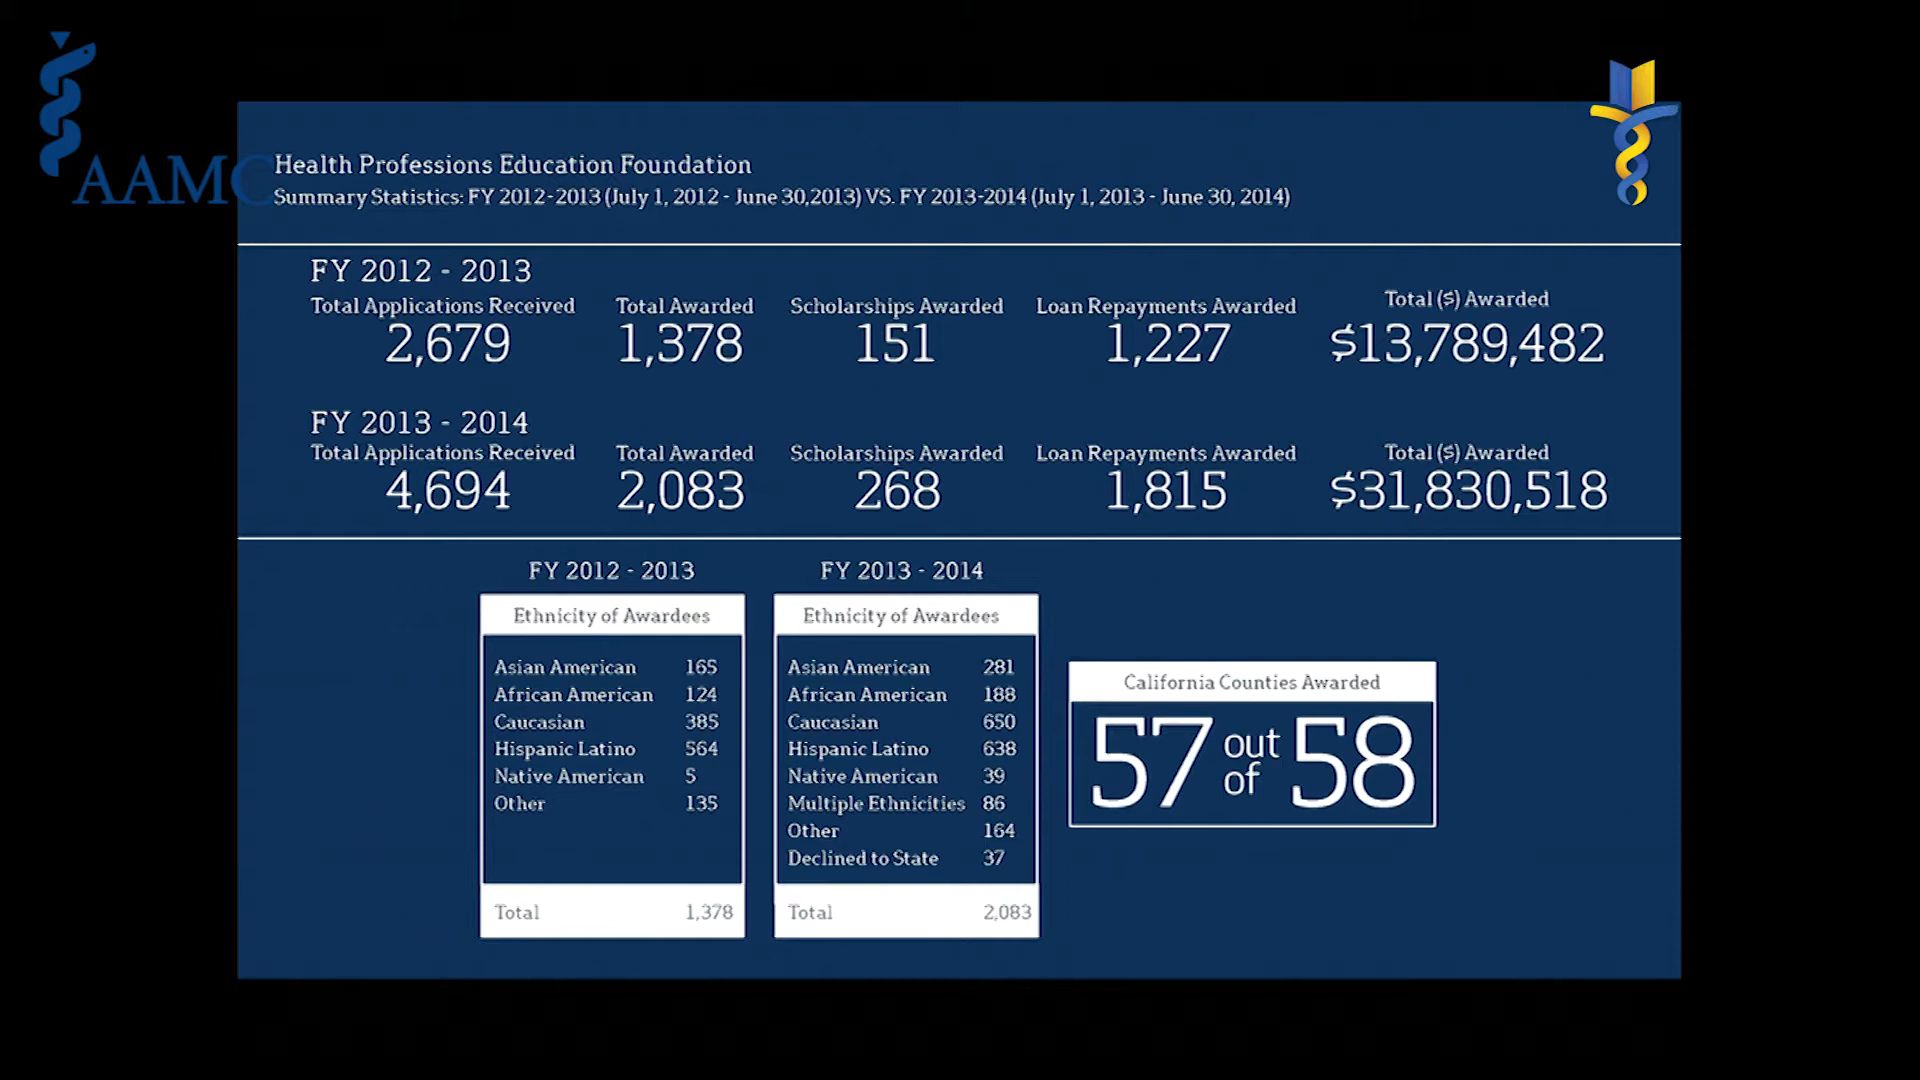 AAMC
Health Professions Education Foundation
Summary Statistics: FY 2012-2013 (July 1, 2012 - June 30,2013) VS. FY 2013-2014 (July 1, 2013 - June 30, 2014)
FY 2012 - 2013
Total Applications Received Total Awarded Scholarships Awarded Loan Repayments Awarded Total ($) Awarded
2,679 1,378 151 1,227 $13,789,482
FY 2013 - 2014
Total Applications Received Total Awarded Scholarships Awarded Loan Repayments Awarded Total ($) Awarded
4,694 2,083 268 1,815 $31,830,518
FY 2012 - 2013
Ethnicity of Awardees
Asian American 165
African American 124
Caucasian 385
Hispanic Latino 564
Native American 5
Other 135
Total 1,378
FY 2013 - 2014
Ethnicity of Awardees
Asian American 281
African American 188
Caucasian 650
Hispanic Latino 638
Native American 39
Multiple Ethnicities 86
Other 164
Declined to State 37
Total 2,083
California Counties Awarded
57 out of 58